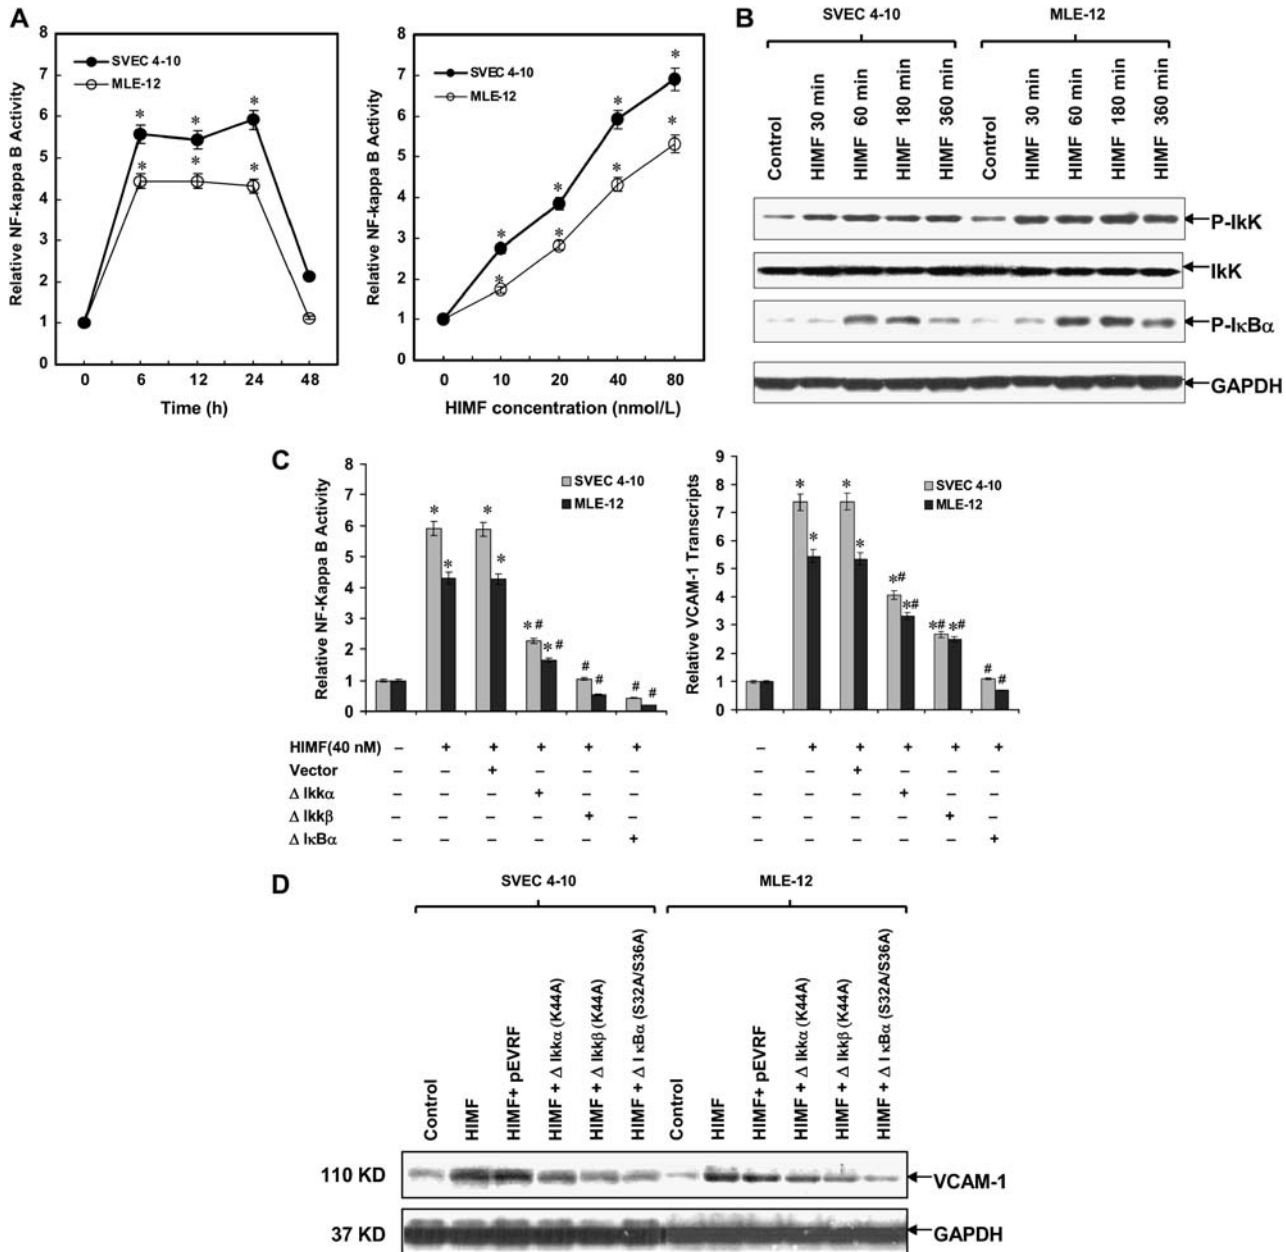 A
Relative NF-kappa B Activity
8
7
6
5
4
3
2
1
0
SVEC 4-10
MLE-12
* * *
* * *
0 6 12 24 48
Time (h)
Relative NF-kappa B Activity
8
7
6
5
4
3
2
1
0
SVEC 4-10
MLE-12
* * * * *
* * * *
0 10 20 40 80
HIMF concentration (nmol/L)
B
SVEC 4-10 MLE-12
Control
HIMF 30 min
HIMF 60 min
HIMF 180 min
HIMF 360 min
Control
HIMF 30 min
HIMF 60 min
HIMF 180 min
HIMF 360 min
P-IkK
IkK
P-IκBα
GAPDH
C
Relative NF-Kappa B Activity
8
7
6
5
4
3
2
1
0
SVEC 4-10
MLE-12
* * * * *# *# # # # #
HIMF(40 nM) – + + + + +
Vector – – + – – –
Δ Ikkα – – – + – –
Δ Ikkβ – – – – + –
Δ IκBα – – – – – +
Relative VCAM-1 Transcripts
9
8
7
6
5
4
3
2
1
0
SVEC 4-10
MLE-12
* * * * *# *# *# *# # #
– + + + + +
– – + – – –
– – – + – –
– – – – + –
– – – – – +
D
SVEC 4-10 MLE-12
Control
HIMF
HIMF+ pEVRF
HIMF + Δ Ikkα (K44A)
HIMF + Δ Ikkβ (K44A)
HIMF + Δ I κBα (S32A/S36A)
Control
HIMF
HIMF+ pEVRF
HIMF + Δ Ikkα (K44A)
HIMF + Δ Ikkβ (K44A)
HIMF + Δ I κBα (S32A/S36A)
110 KD VCAM-1
37 KD GAPDH